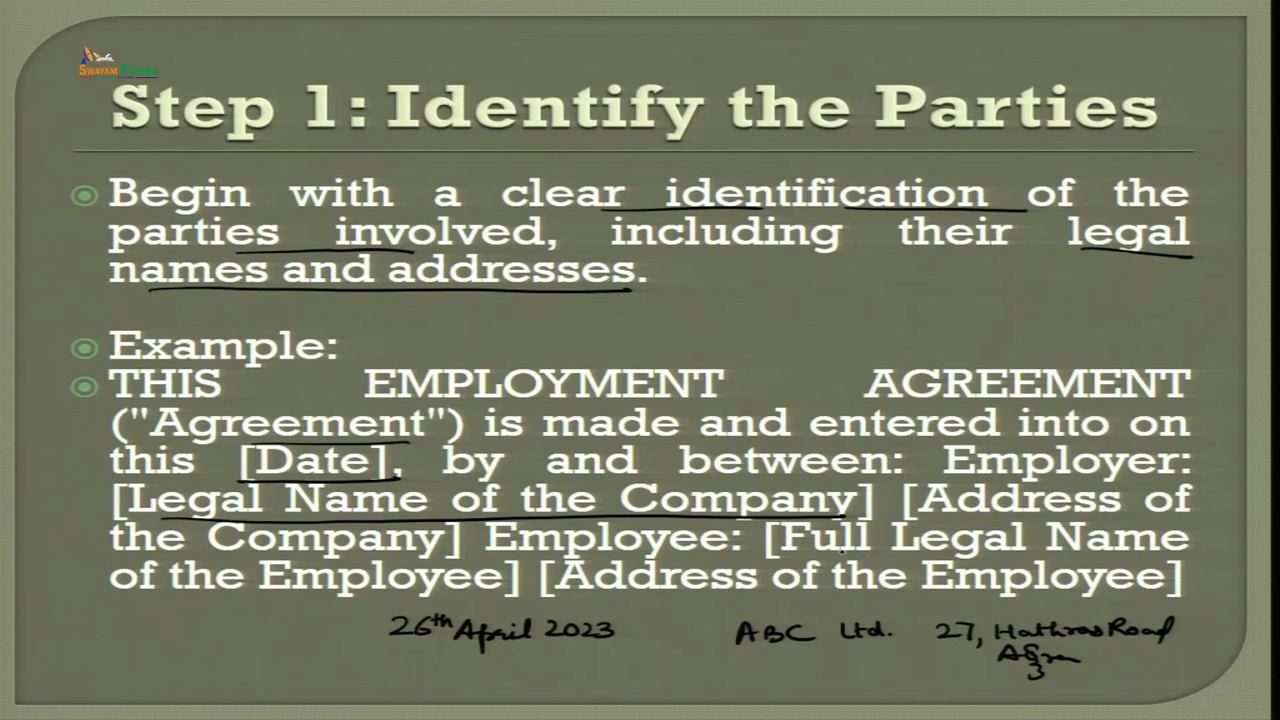 SWAYAM
Step 1: Identify the Parties
Begin with a clear identification of the
parties involved, including their legal
names and addresses.
Example:
THIS EMPLOYMENT AGREEMENT
("Agreement") is made and entered into on
this [Date], by and between: Employer:
[Legal Name of the Company] [Address of
the Company] Employee: [Full Legal Name
of the Employee] [Address of the Employee]
26th April 2023 ABC Ltd. 27, Hathras Road
Agra